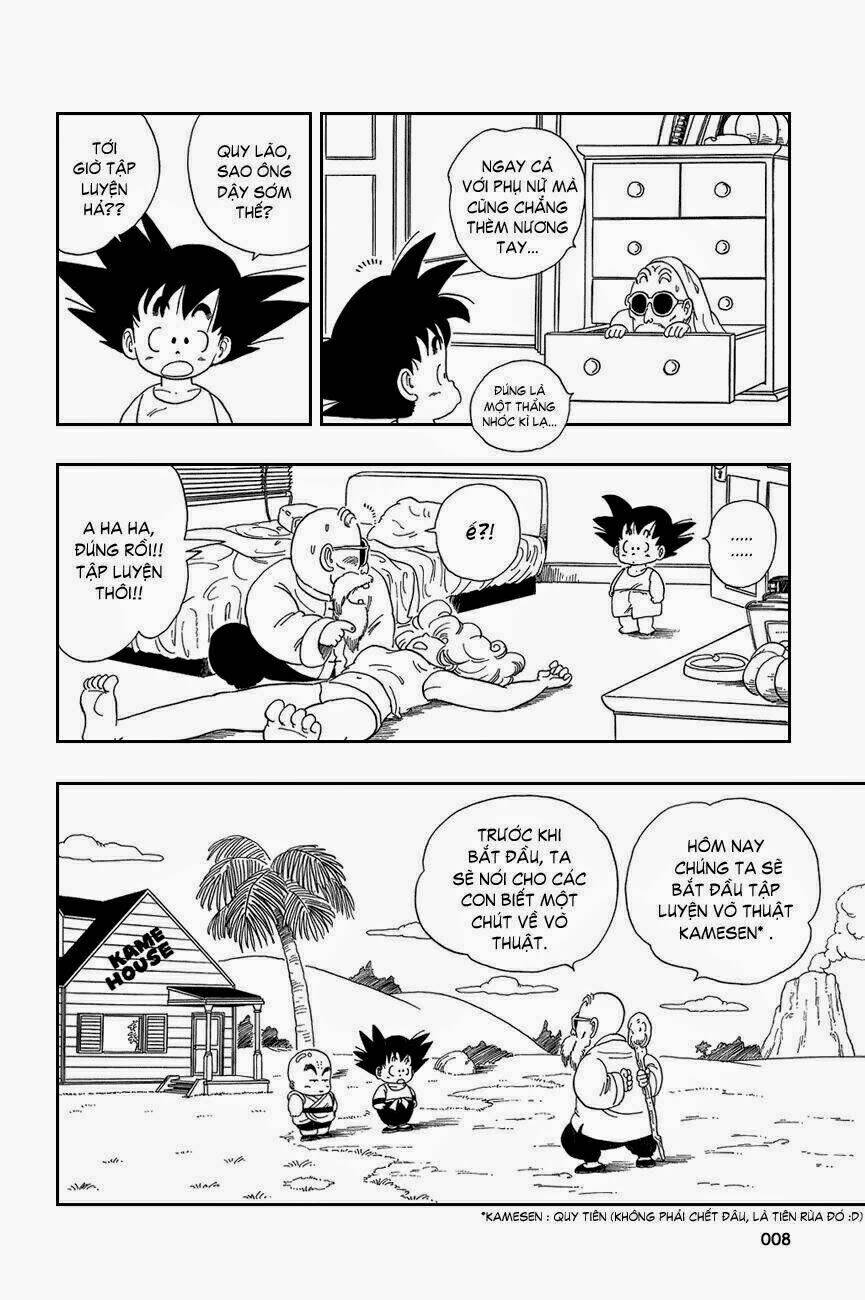 NGAY CẢ
VỚI PHỤ NỮ MÀ
CŨNG CHẲNG
THÈM NƯƠNG
TAY...
ĐÚNG LÀ
MỘT THẰNG
NHÓC KÌ LẠ...
QUY LÃO,
SAO ÔNG
DẬY SỚM
THẾ?
TỚI
GIỜ TẬP
LUYỆN
HẢ??
......
......
Ế?!
A HA HA,
ĐÚNG RỒI!!
TẬP LUYỆN
THÔI!!
HÔM NAY
CHÚNG TA SẼ
BẮT ĐẦU TẬP
LUYỆN VÕ THUẬT
KAMESEN* .
TRƯỚC KHI
BẮT ĐẦU, TA
SẼ NÓI CHO CÁC
CON BIẾT MỘT
CHÚT VỀ VÕ
THUẬT.
KAME
HOUSE
*KAMESEN : QUY TIÊN (KHÔNG PHẢI CHẾT ĐÂU, LÀ TIÊN RÙA ĐÓ :D)
008